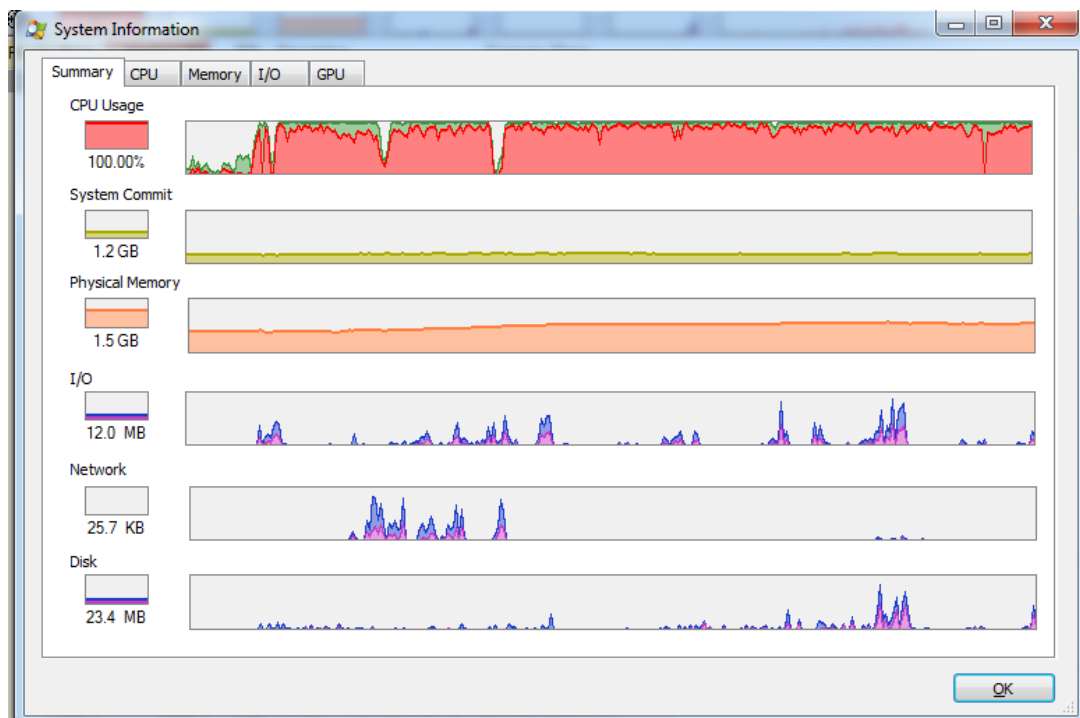 System Information
Summary CPU Memory I/O GPU
CPU Usage
100.00%
System Commit
1.2 GB
Physical Memory
1.5 GB
I/O
12.0 MB
Network
25.7 KB
Disk
23.4 MB
OK